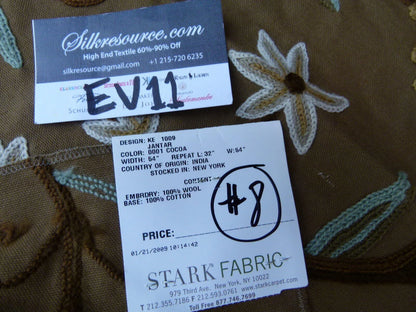 Silkresource.com
High End Textile 60%-90% Off
silkresource@gmail.com +1 215-720 6235
EV11
DESIGN: KE 1009
JANTAR
COLOR: 0001 COCOA
WIDTH: 54" REPEAT L: 32" W:54"
COUNTRY OF ORIGIN: INDIA
STOCKED IN: NEW YORK
CONTENT
EMBRDRY: 100% WOOL
BASE: 100% COTTON
#8
PRICE:
01/21/2009 10:14:42
STARK FABRIC
979 Third Ave., New York, NY 10022
T 212.355.7186 F 212.593.0761 www.starkcarpet.com
Toll Free 877.746.7699